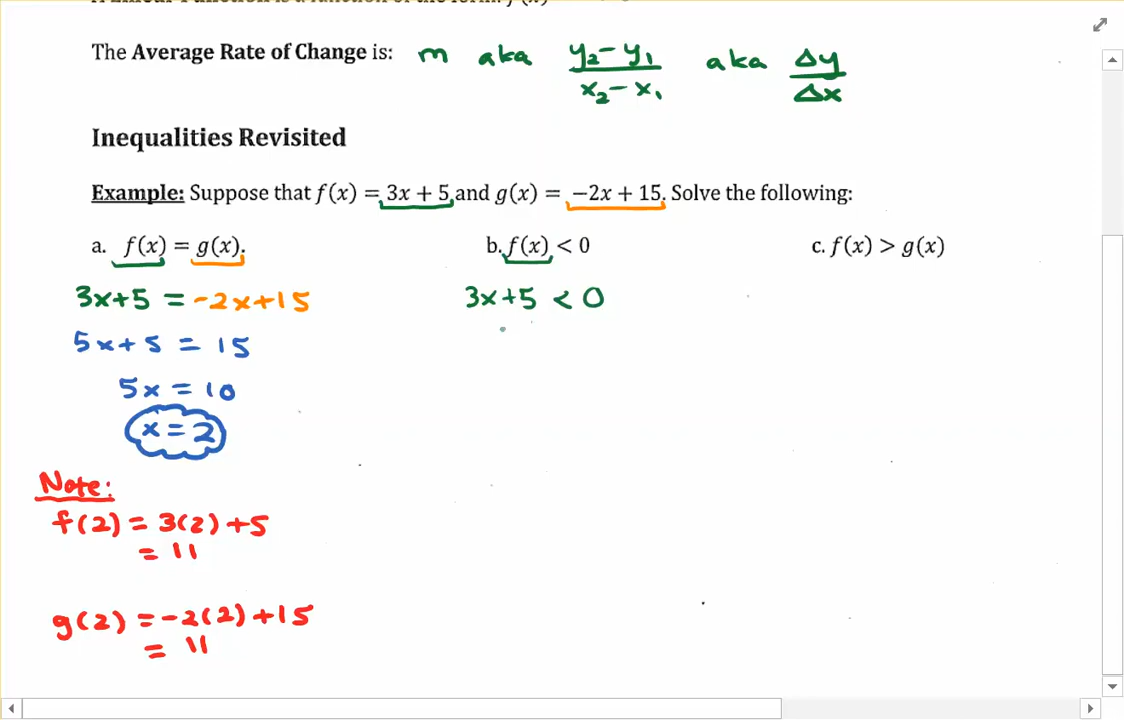 The Average Rate of Change is: m aka y₂-y₁/x₂-x₁ aka Δy/Δx
Inequalities Revisited
Example: Suppose that f(x) = 3x + 5 and g(x) = −2x + 15. Solve the following:
a. f(x) = g(x). b. f(x) < 0 c. f(x) > g(x)
3x+5 = -2x+15 3x+5 < 0
5x+5 = 15
5x = 10
x=2
Note:
f(2) = 3(2)+5
= 11
g(2) = -2(2)+15
= 11